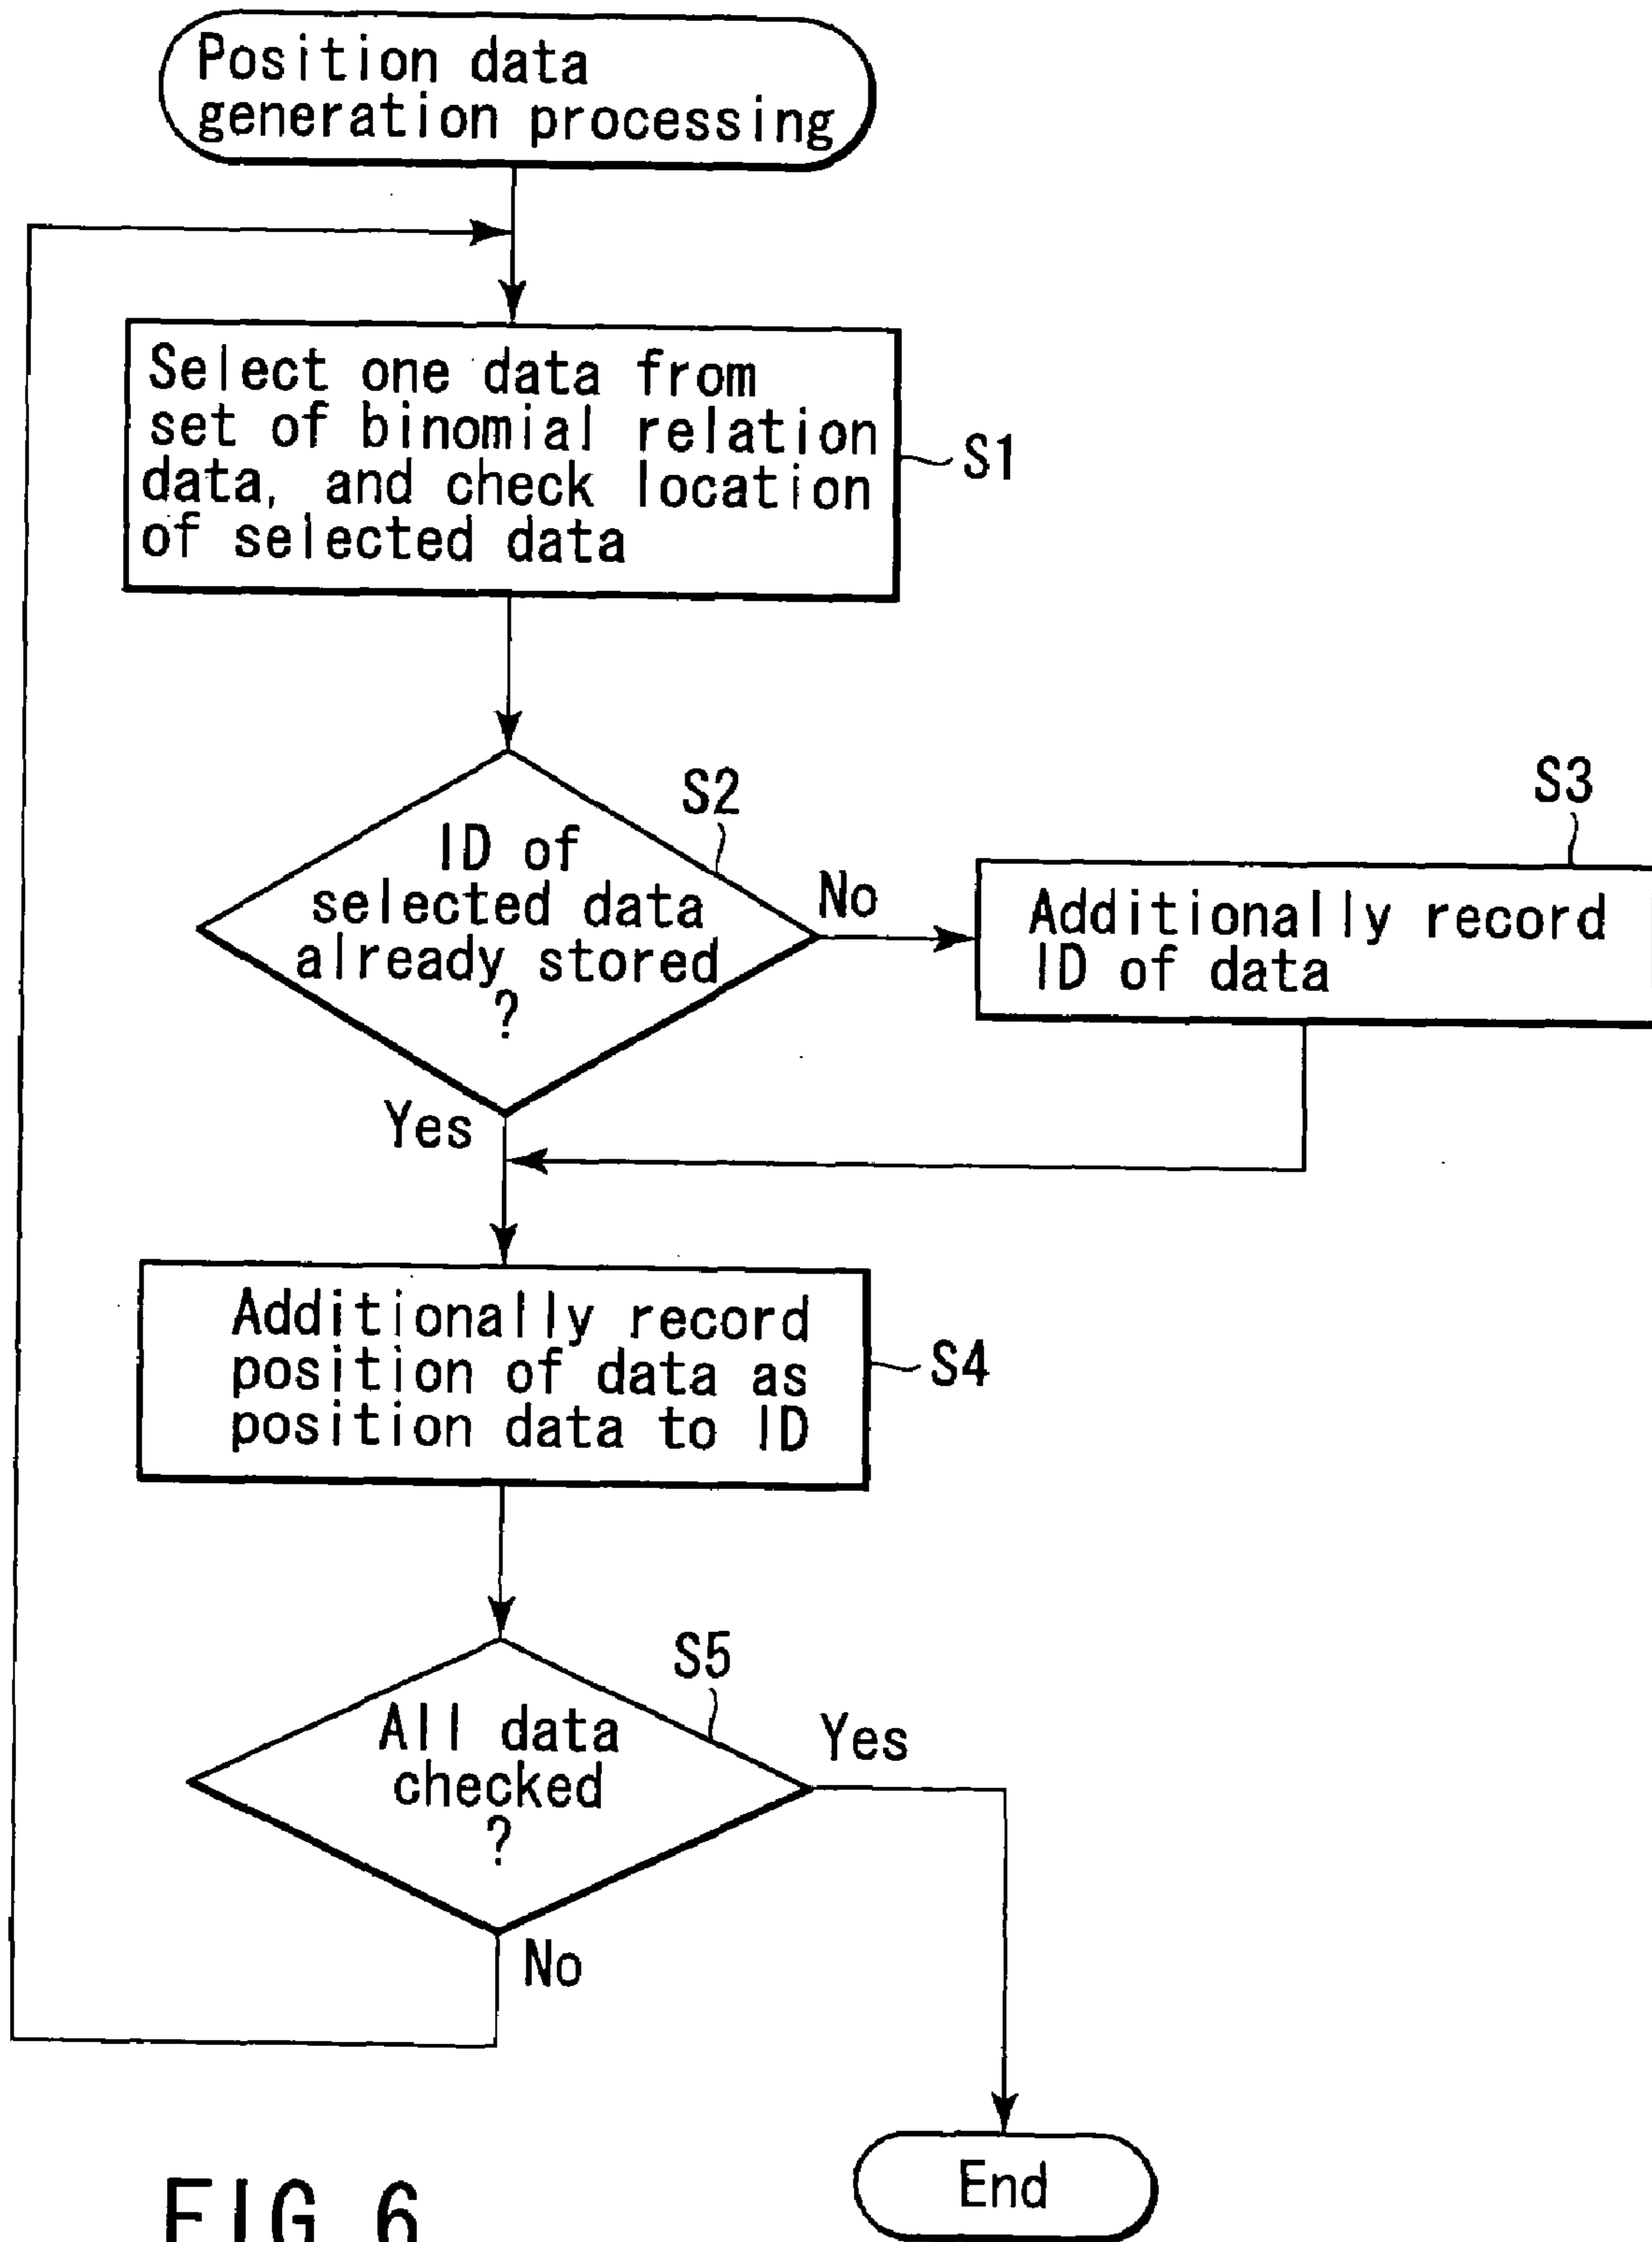 Position data
generation processing
Select one data from
set of binomial relation
data, and check location
of selected data
S1
S2
ID of
selected data
already stored
?
No
Yes
S3
Additionally record
ID of data
Additionally record
position of data as
position data to ID
S4
S5
All data
checked
?
Yes
No
End
FIG. 6